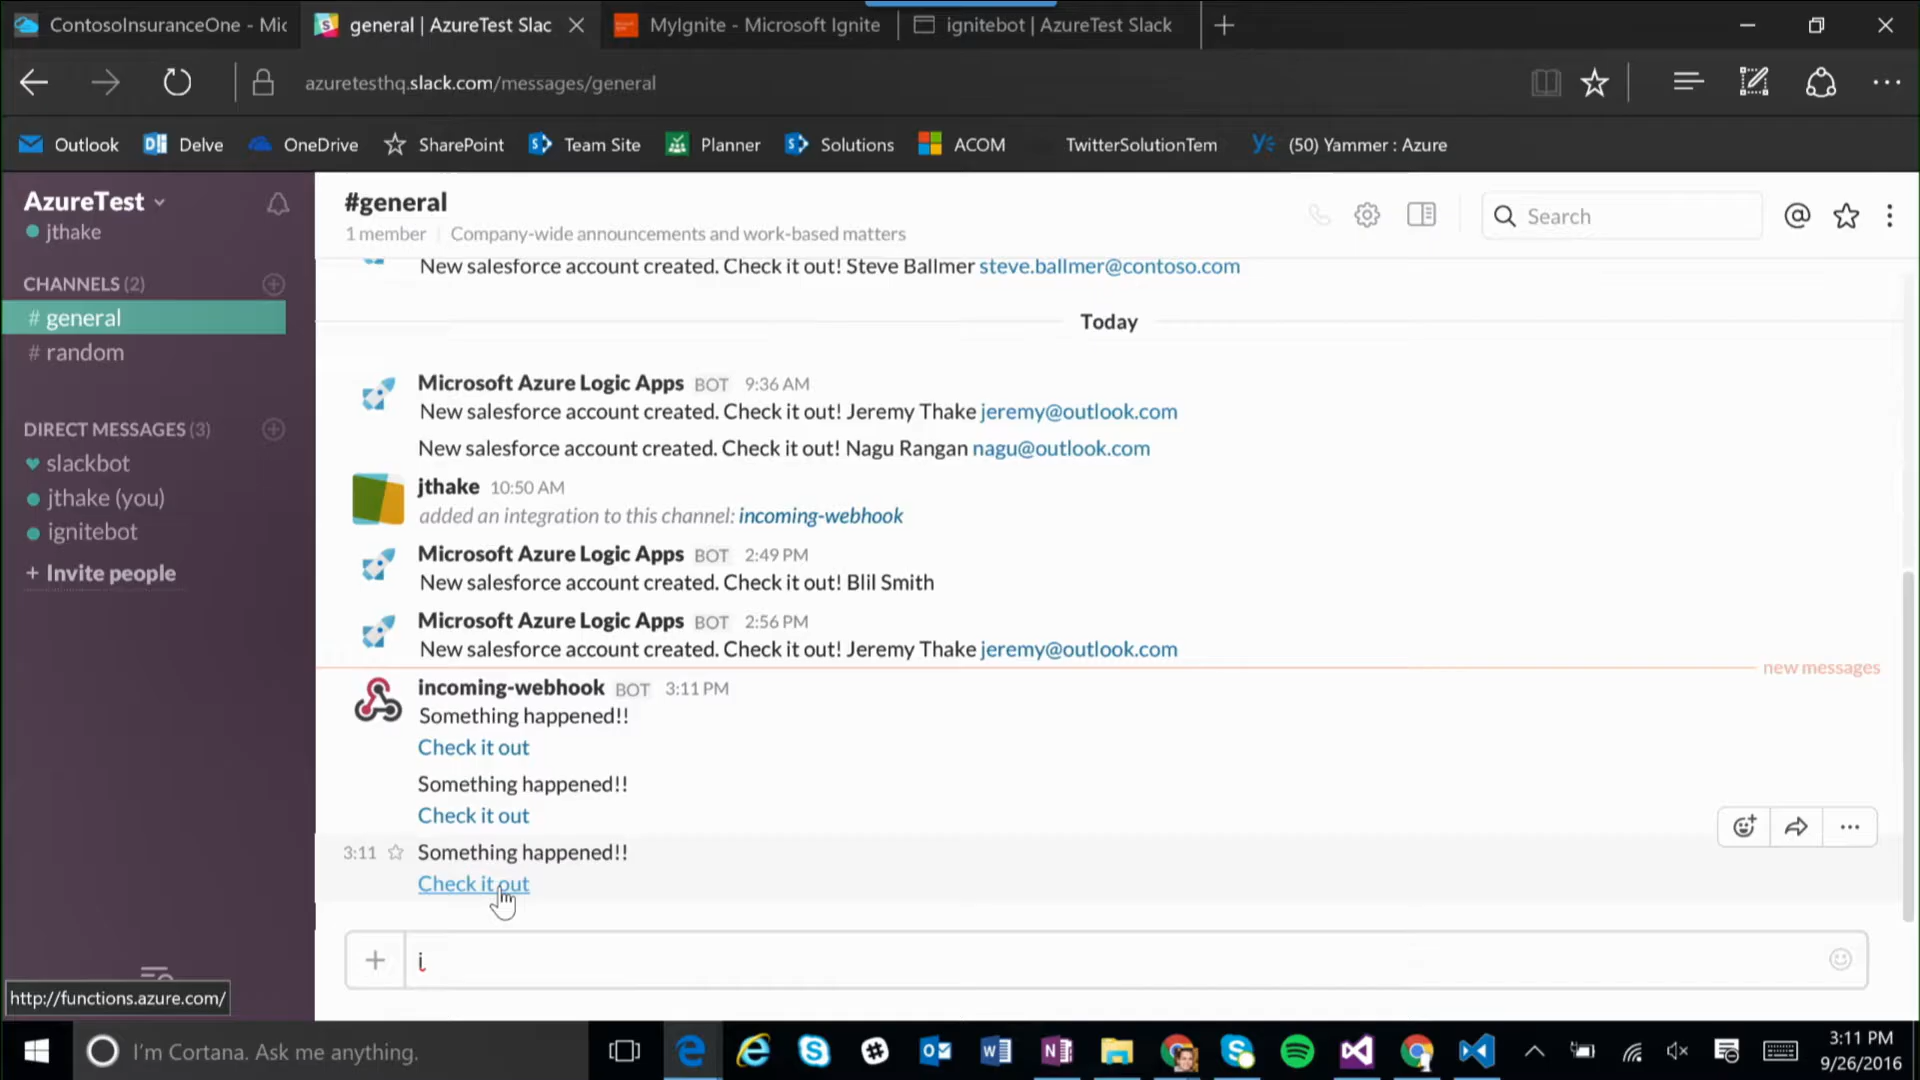 ContosoInsuranceOne - Mic
general | AzureTest Slac
MyIgnite - Microsoft Ignite
ignitebot | AzureTest Slack
azuretesthq.slack.com/messages/general
Outlook
Delve
OneDrive
SharePoint
Team Site
Planner
Solutions
ACOM
TwitterSolutionTem
(50) Yammer : Azure
AzureTest
jthake
CHANNELS (2)
# general
# random
DIRECT MESSAGES (3)
slackbot
jthake (you)
ignitebot
+ Invite people
http://functions.azure.com/
#general
1 member | Company-wide announcements and work-based matters
Search
New salesforce account created. Check it out! Steve Ballmer steve.ballmer@contoso.com
Today
Microsoft Azure Logic Apps BOT 9:36 AM
New salesforce account created. Check it out! Jeremy Thake jeremy@outlook.com
New salesforce account created. Check it out! Nagu Rangan nagu@outlook.com
jthake 10:50 AM
added an integration to this channel: incoming-webhook
Microsoft Azure Logic Apps BOT 2:49 PM
New salesforce account created. Check it out! Blil Smith
Microsoft Azure Logic Apps BOT 2:56 PM
New salesforce account created. Check it out! Jeremy Thake jeremy@outlook.com
new messages
incoming-webhook BOT 3:11 PM
Something happened!!
Check it out
Something happened!!
Check it out
3:11 Something happened!!
Check it out
i
I'm Cortana. Ask me anything.
3:11 PM
9/26/2016